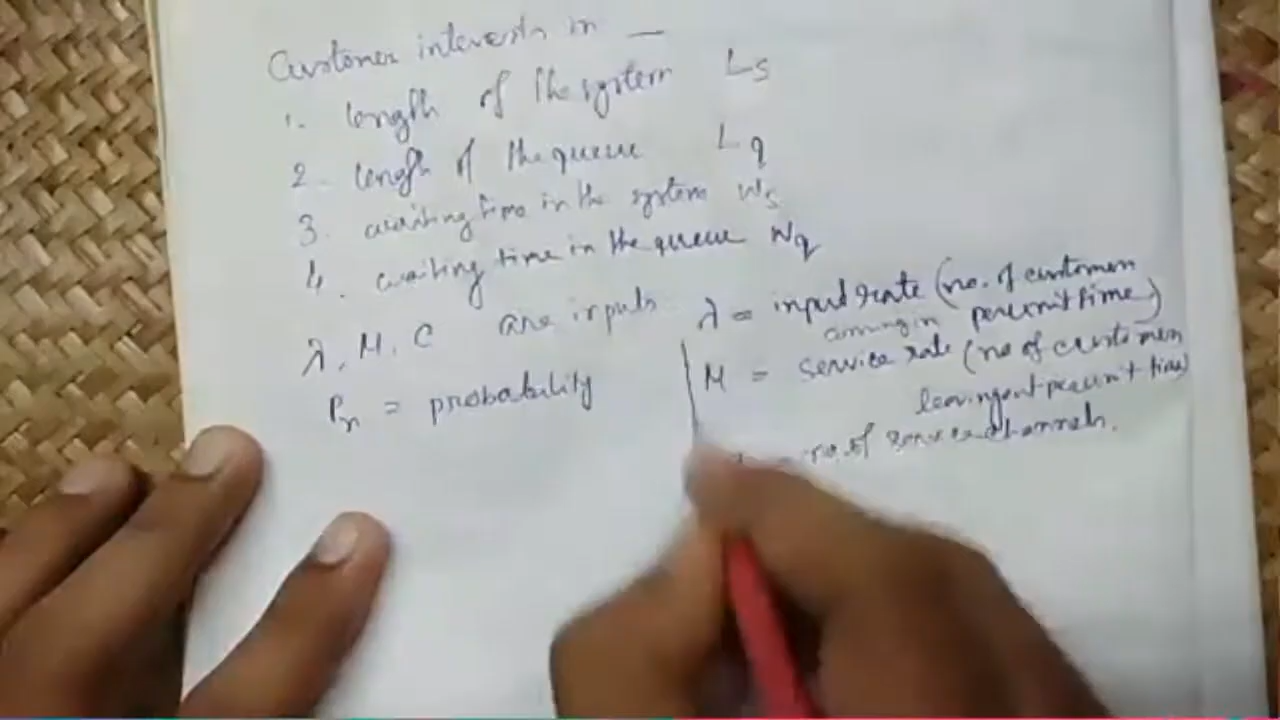 Customer interests in —
1. length of the system Ls
2. length of the queue Lq
3. waiting time in the system Ws
4. waiting time in the queue Wq
λ, M, C are inputs
Pn = probability
λ = input rate (no. of customers
coming in per unit time)
M = service rate (no of customers
leaving out per unit time)
= no. of service channels.